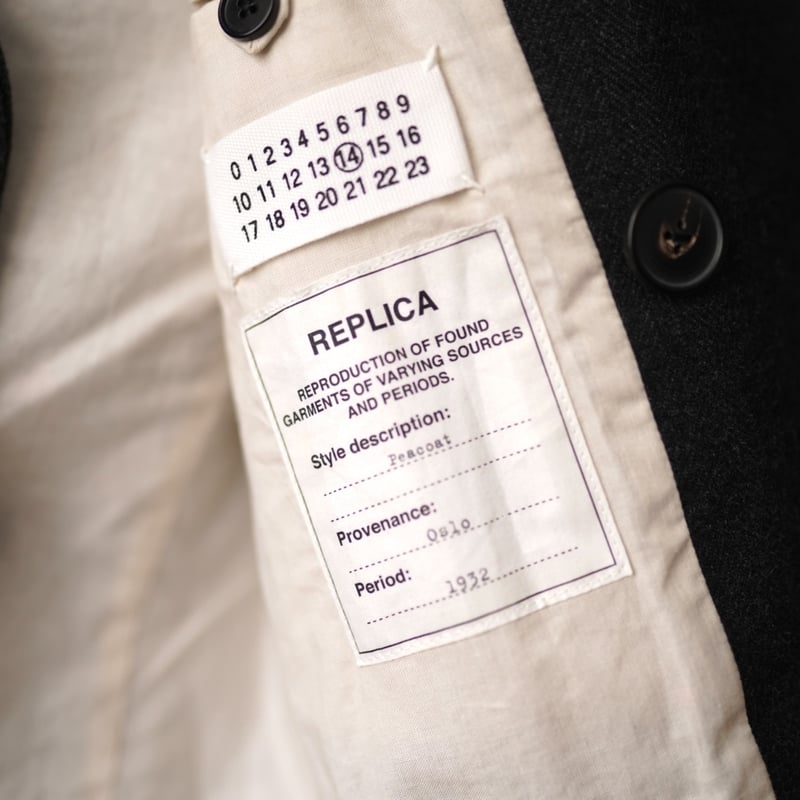 0 1 2 3 4 5 6 7 8 9
10 11 12 13 14 15 16
17 18 19 20 21 22 23
REPLICA
REPRODUCTION OF FOUND
GARMENTS OF VARYING SOURCES
AND PERIODS.
Style description:
Peacoat
Provenance:
Oslo
Period:
1932